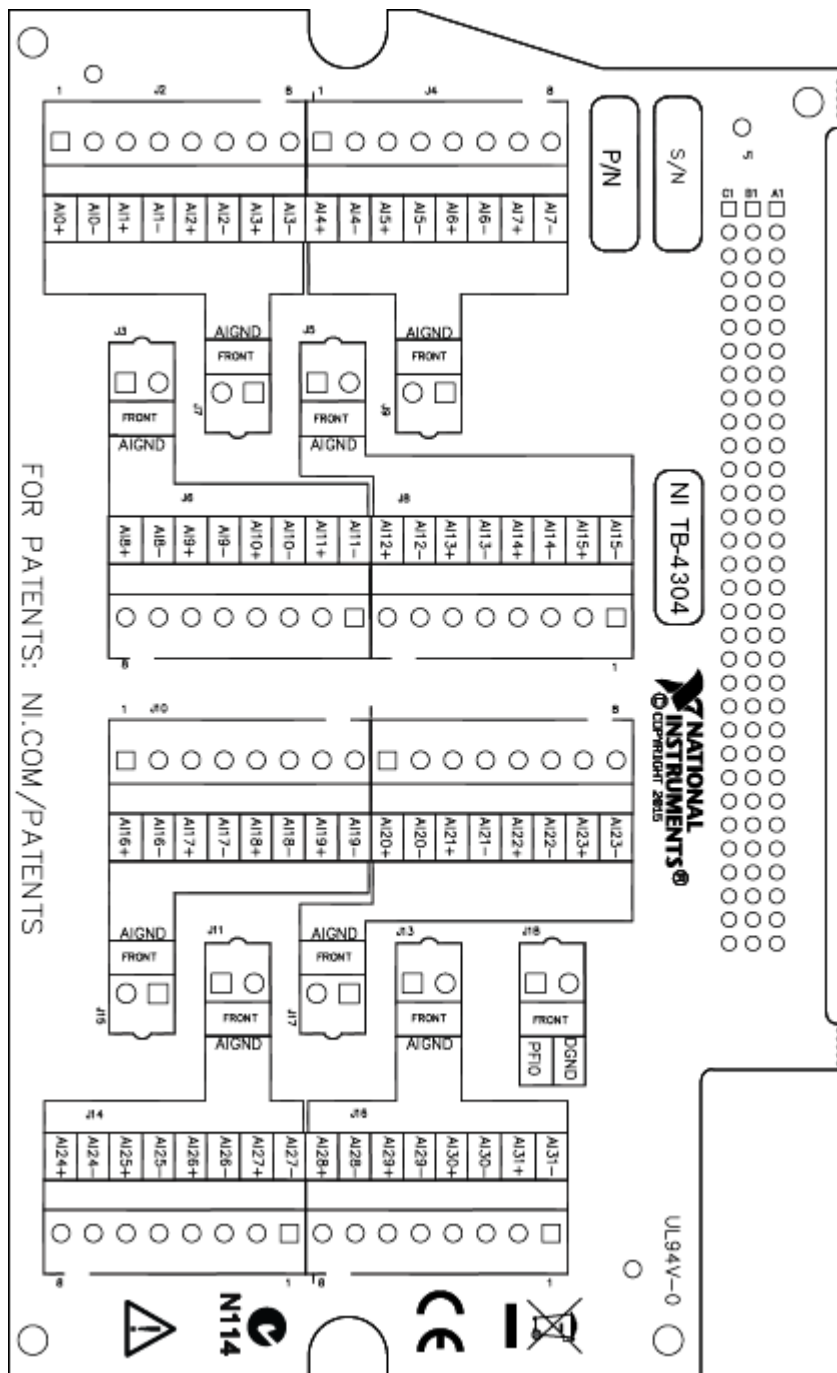 1 J2 8 1 J4 8
AI0+ AI0- AI1+ AI1- AI2+ AI2- AI3+ AI3- AI4+ AI4- AI5+ AI5- AI6+ AI6- AI7+ AI7-
P/N
S/N
J1
C1 B1 A1
J3 AIGND J5 AIGND
FRONT FRONT
J7 J9
FRONT FRONT
AIGND AIGND
J6 J8
AI8+ AI8- AI9+ AI9- AI10+ AI10- AI11+ AI11- AI12+ AI12- AI13+ AI13- AI14+ AI14- AI15+ AI15-
8 1
NI TB-4304
FOR PATENTS: NI.COM/PATENTS
NATIONAL
INSTRUMENTS®
© COPYRIGHT 2015
1 J10 8
AI16+ AI16- AI17+ AI17- AI18+ AI18- AI19+ AI19- AI20+ AI20- AI21+ AI21- AI22+ AI22- AI23+ AI23-
AIGND J11 AIGND J13 J18
FRONT FRONT
J15 J17
FRONT FRONT FRONT
AIGND AIGND PFI0 DGND
J14 J16
AI24+ AI24- AI25+ AI25- AI26+ AI26- AI27+ AI27- AI28+ AI28- AI29+ AI29- AI30+ AI30- AI31+ AI31-
8 1 8 1
UL94V-0
N114
CE